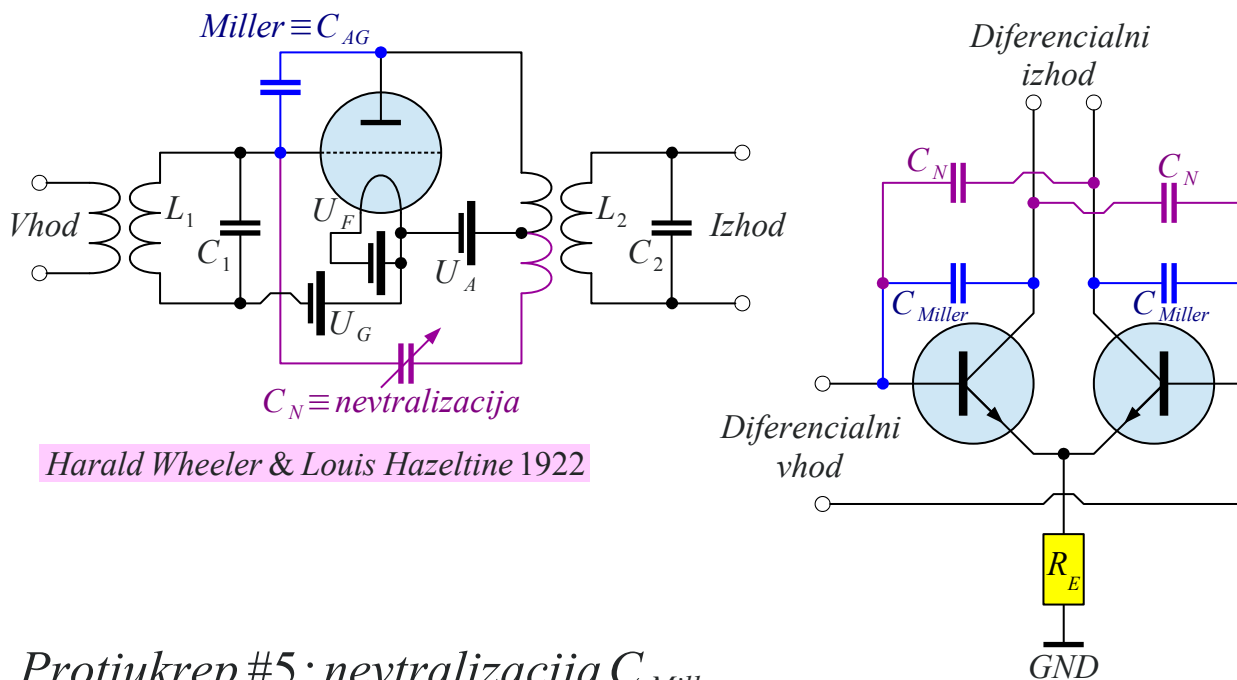 Miller ≡ C_AG
Vhod
L_1
C_1
U_F
U_A
U_G
L_2
C_2
Izhod
C_N ≡ nevtralizacija
Harald Wheeler & Louis Hazeltine 1922
Diferencialni
izhod
C_N
C_N
C_Miller
C_Miller
Diferencialni
vhod
R_E
GND
Protiukrep #5: nevtralizacija C_Mill